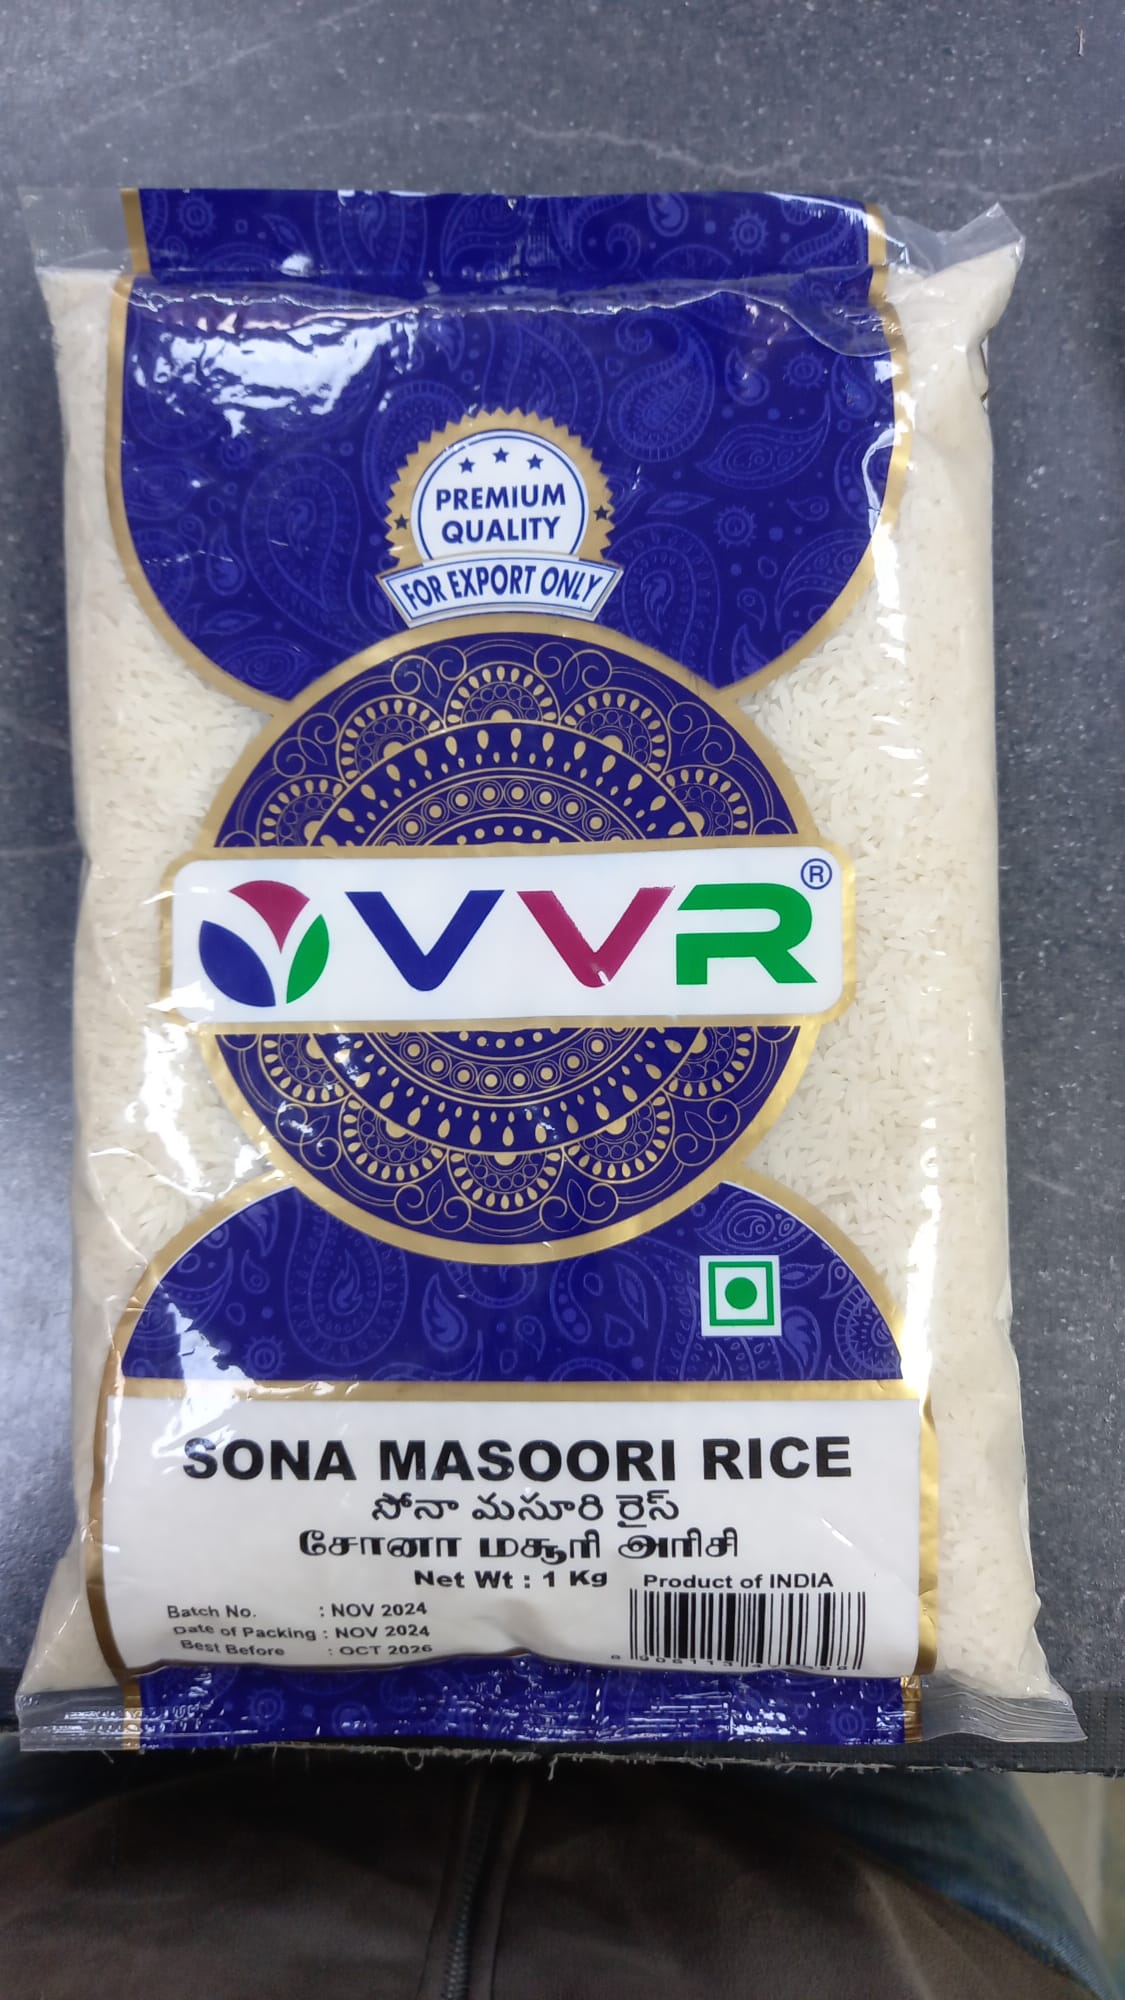 PREMIUM
QUALITY
FOR EXPORT ONLY
VVR®
SONA MASOORI RICE
సోనా మసూరి రైస్
சோனா மசூரி அரிசி
Net Wt : 1 Kg
Product of INDIA
Batch No. : NOV 2024
Date of Packing : NOV 2024
Best Before : OCT 2026